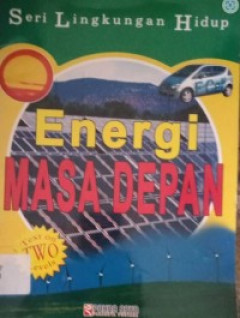 Seri Lingkungan Hidup
Energi
MASA DEPAN
TWO